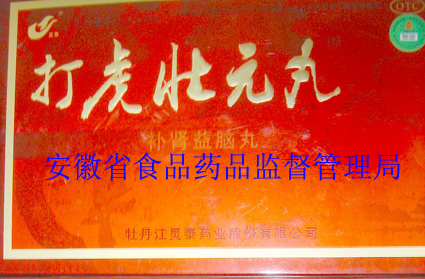 OTC
打虎壮元丸
补肾益脑丸
安徽省食品药品监督管理局
牡丹江灵泰药业股份有限公司